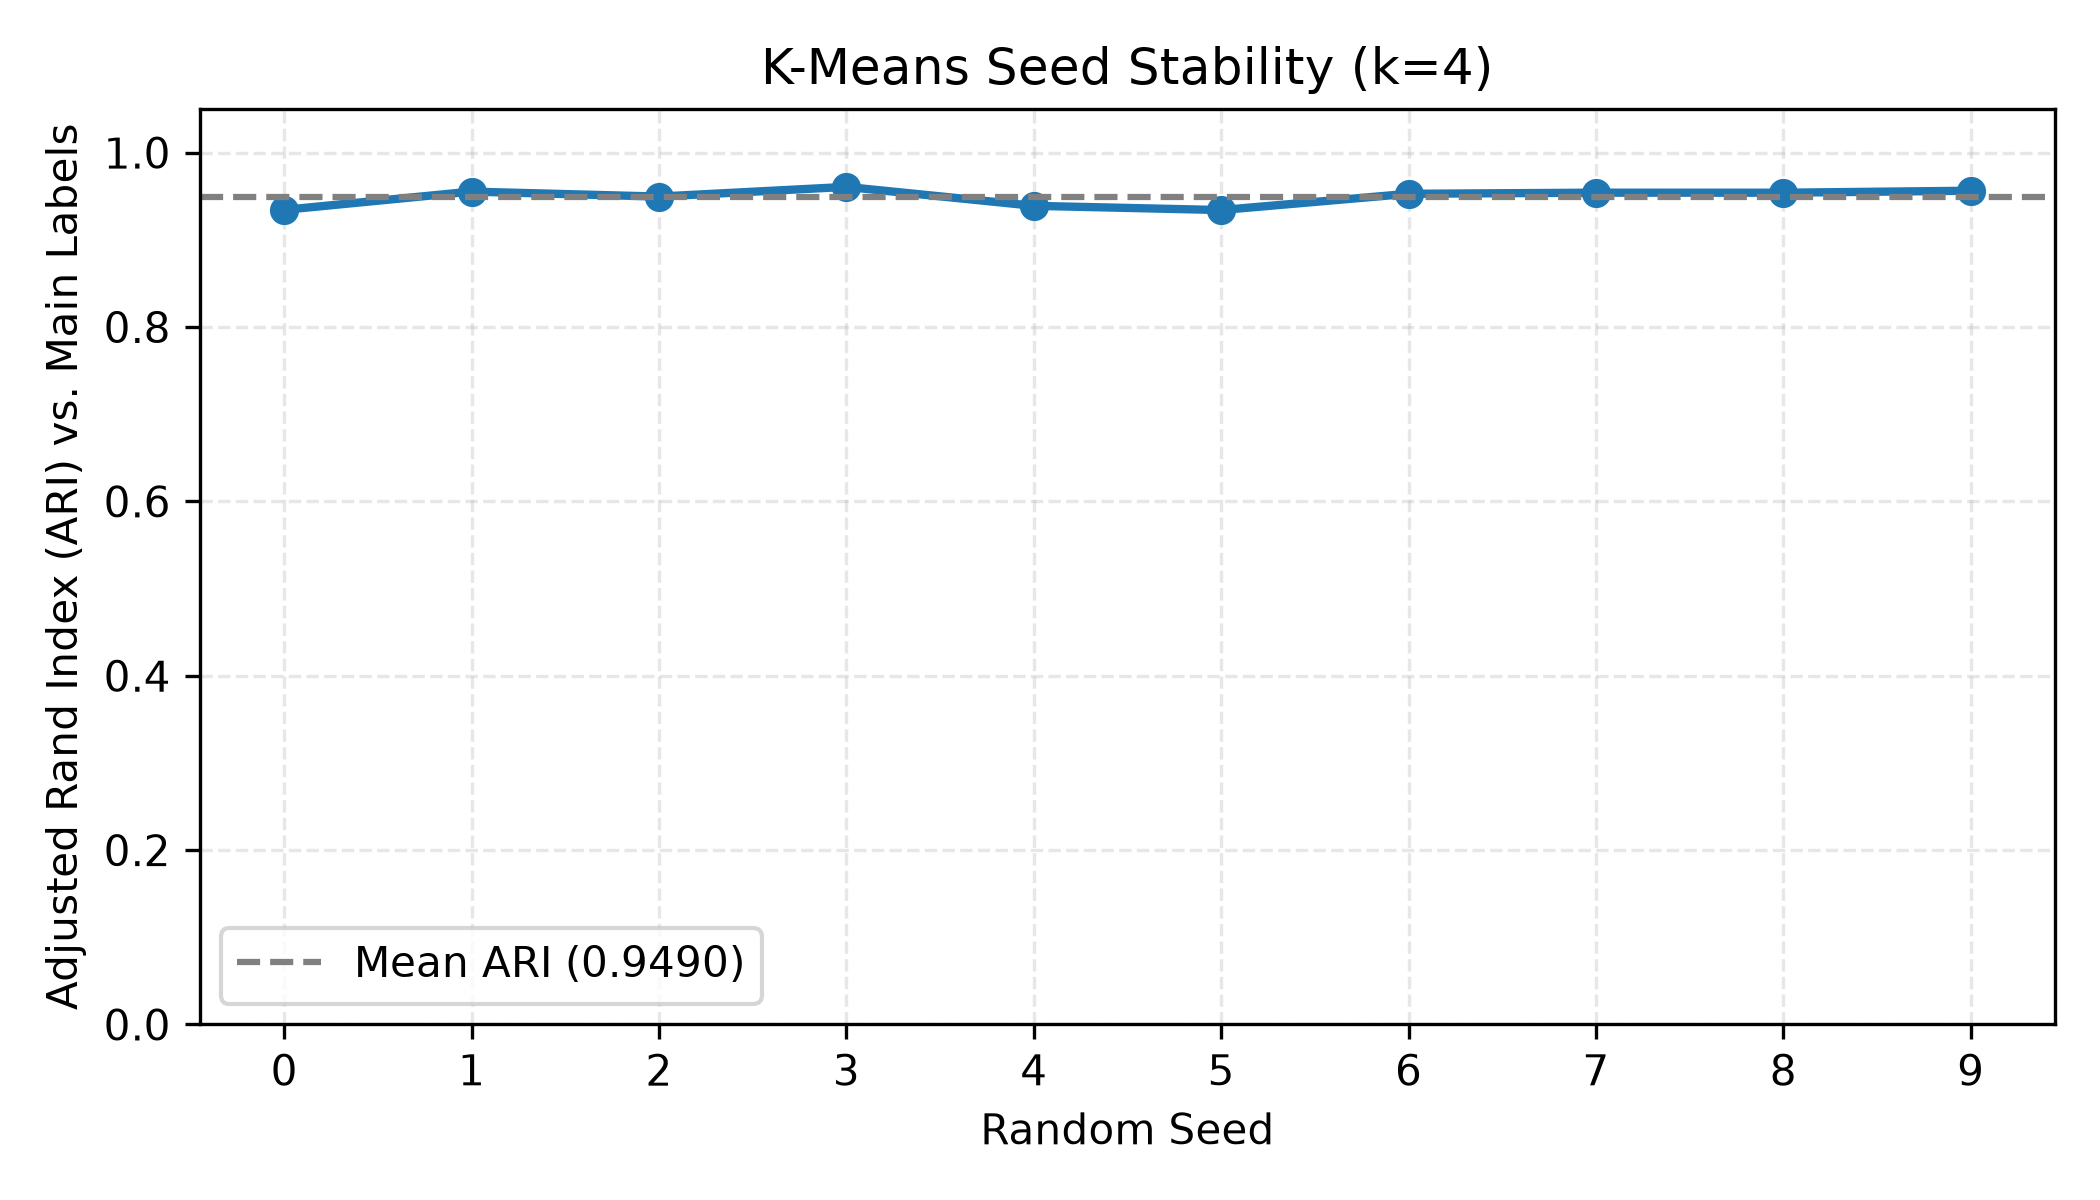 K-Means Seed Stability (k=4)
Adjusted Rand Index (ARI) vs. Main Labels
1.0
0.8
0.6
0.4
0.2
0.0
Mean ARI (0.9490)
0 1 2 3 4 5 6 7 8 9
Random Seed